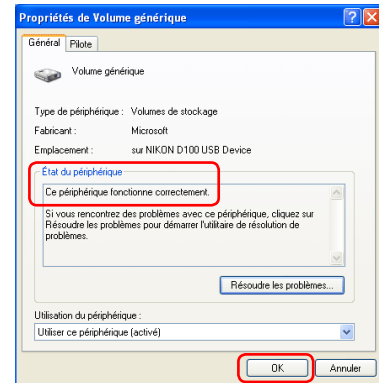 Propriétés de Volume générique
Général Pilote
Volume générique
Type de périphérique : Volumes de stockage
Fabricant : Microsoft
Emplacement : sur NIKON D100 USB Device
État du périphérique
Ce périphérique fonctionne correctement.
Si vous rencontrez des problèmes avec ce périphérique, cliquez sur
Résoudre les problèmes pour démarrer l'utilitaire de résolution de
problèmes.
Résoudre les problèmes...
Utilisation du périphérique :
Utiliser ce périphérique (activé)
OK Annuler